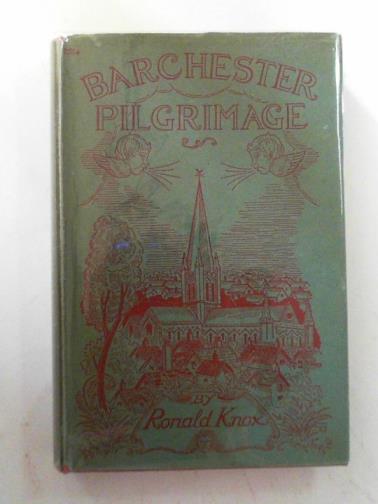 BARCHESTER
PILGRIMAGE
BY
Ronald Knox